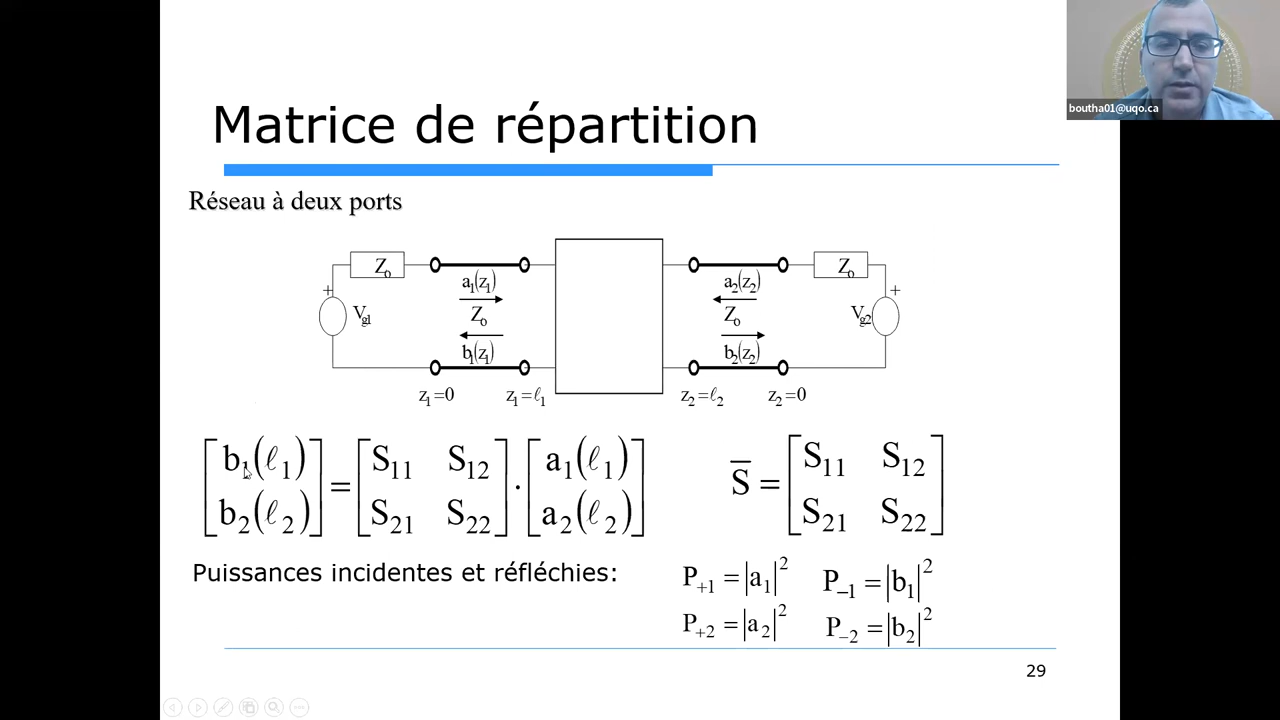 boutha01@uqo.ca
Matrice de répartition
Réseau à deux ports
Z₀ Z₀
a₁(z₁) a₂(z₂)
+ Vg1 Z₀ Z₀ Vg2 +
b₁(z₁) b₂(z₂)
z₁=0 z₁=ℓ₁ z₂=ℓ₂ z₂=0
[b₁(ℓ₁)] = [S₁₁ S₁₂] · [a₁(ℓ₁)] S̅ = [S₁₁ S₁₂]
[b₂(ℓ₂)] [S₂₁ S₂₂] [a₂(ℓ₂)] [S₂₁ S₂₂]
Puissances incidentes et réfléchies:
P₊₁ = |a₁|² P₋₁ = |b₁|²
P₊₂ = |a₂|² P₋₂ = |b₂|²
29